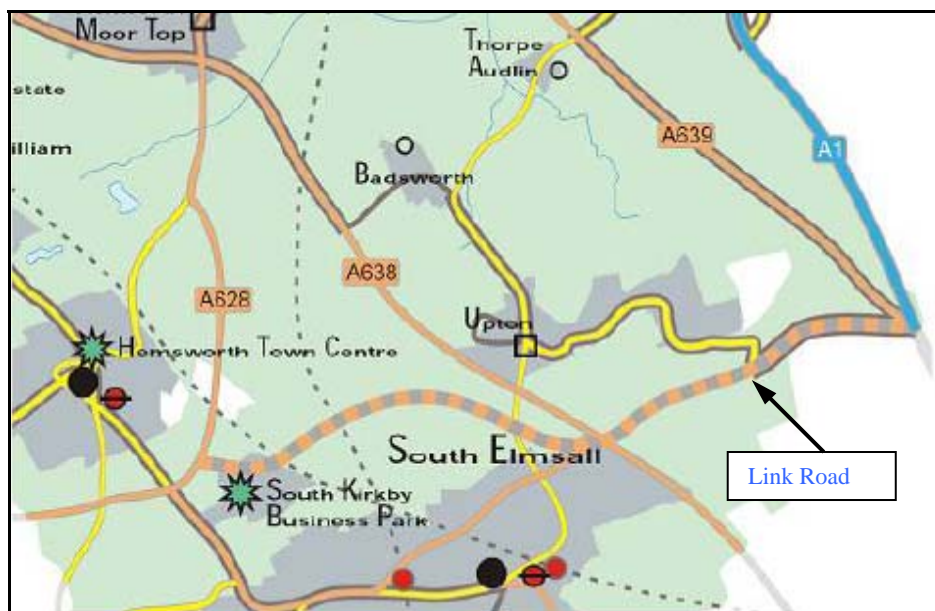 Moor Top
Thorpe
Audlin
state
A639
A1
illiam
Badsworth
A638
A628
Upton
Hemsworth Town Centre
South Elmsall
Link Road
South Kirkby
Business Park